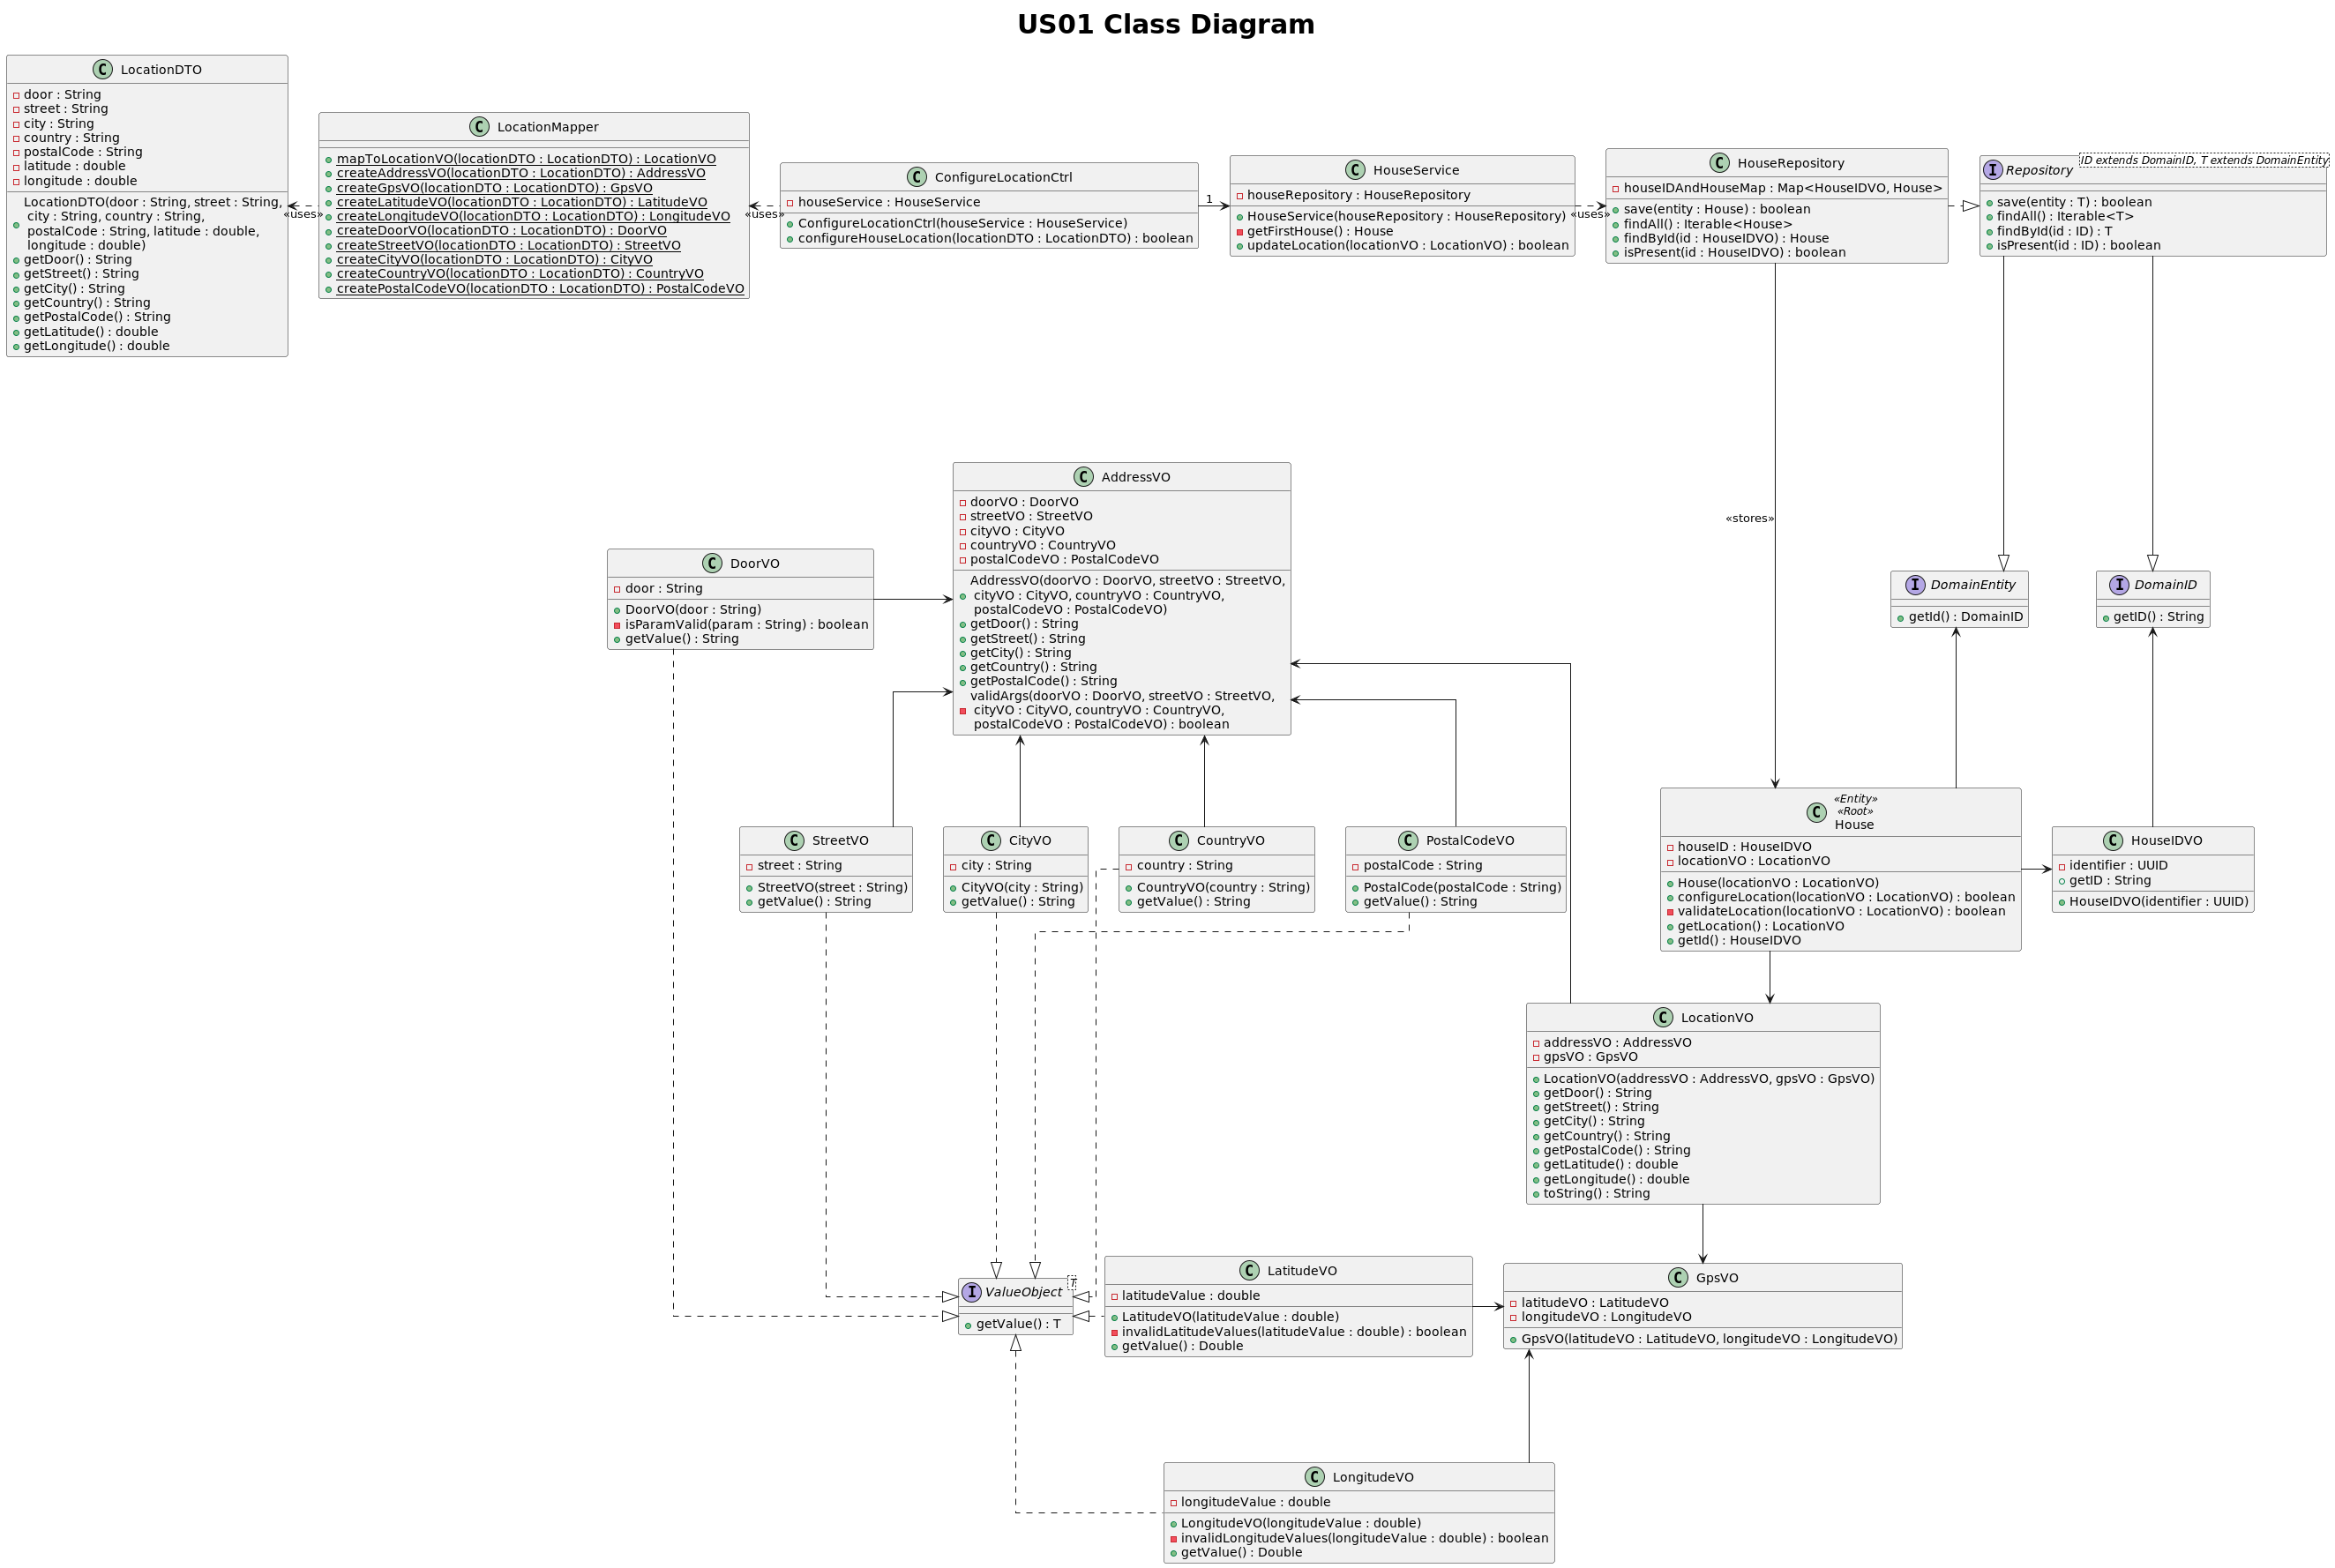 US01 Class Diagram
LocationDTO
door : String
street : String
city : String
country : String
postalCode : String
latitude : double
longitude : double
LocationDTO(door : String, street : String,
city : String, country : String,
postalCode : String, latitude : double,
longitude : double)
getDoor() : String
getStreet() : String
getCity() : String
getCountry() : String
getPostalCode() : String
getLatitude() : double
getLongitude() : double
«uses»
LocationMapper
mapToLocationVO(locationDTO : LocationDTO) : LocationVO
createAddressVO(locationDTO : LocationDTO) : AddressVO
createGpsVO(locationDTO : LocationDTO) : GpsVO
createLatitudeVO(locationDTO : LocationDTO) : LatitudeVO
createLongitudeVO(locationDTO : LocationDTO) : LongitudeVO
createDoorVO(locationDTO : LocationDTO) : DoorVO
createStreetVO(locationDTO : LocationDTO) : StreetVO
createCityVO(locationDTO : LocationDTO) : CityVO
createCountryVO(locationDTO : LocationDTO) : CountryVO
createPostalCodeVO(locationDTO : LocationDTO) : PostalCodeVO
«uses»
ConfigureLocationCtrl
houseService : HouseService
ConfigureLocationCtrl(houseService : HouseService)
configureHouseLocation(locationDTO : LocationDTO) : boolean
1
HouseService
houseRepository : HouseRepository
HouseService(houseRepository : HouseRepository)
getFirstHouse() : House
updateLocation(locationVO : LocationVO) : boolean
«uses»
HouseRepository
houseIDAndHouseMap : Map<HouseIDVO, House>
save(entity : House) : boolean
findAll() : Iterable<House>
findById(id : HouseIDVO) : House
isPresent(id : HouseIDVO) : boolean
Repository
ID extends DomainID, T extends DomainEntity
save(entity : T) : boolean
findAll() : Iterable<T>
findById(id : ID) : T
isPresent(id : ID) : boolean
«stores»
AddressVO
doorVO : DoorVO
streetVO : StreetVO
cityVO : CityVO
countryVO : CountryVO
postalCodeVO : PostalCodeVO
AddressVO(doorVO : DoorVO, streetVO : StreetVO,
cityVO : CityVO, countryVO : CountryVO,
postalCodeVO : PostalCodeVO)
getDoor() : String
getStreet() : String
getCity() : String
getCountry() : String
getPostalCode() : String
validArgs(doorVO : DoorVO, streetVO : StreetVO,
cityVO : CityVO, countryVO : CountryVO,
postalCodeVO : PostalCodeVO) : boolean
DoorVO
door : String
DoorVO(door : String)
isParamValid(param : String) : boolean
getValue() : String
DomainEntity
getId() : DomainID
DomainID
getID() : String
StreetVO
street : String
StreetVO(street : String)
getValue() : String
CityVO
city : String
CityVO(city : String)
getValue() : String
CountryVO
country : String
CountryVO(country : String)
getValue() : String
PostalCodeVO
postalCode : String
PostalCode(postalCode : String)
getValue() : String
«Entity»
«Root»
House
houseID : HouseIDVO
locationVO : LocationVO
House(locationVO : LocationVO)
configureLocation(locationVO : LocationVO) : boolean
validateLocation(locationVO : LocationVO) : boolean
getLocation() : LocationVO
getId() : HouseIDVO
HouseIDVO
identifier : UUID
getID : String
HouseIDVO(identifier : UUID)
LocationVO
addressVO : AddressVO
gpsVO : GpsVO
LocationVO(addressVO : AddressVO, gpsVO : GpsVO)
getDoor() : String
getStreet() : String
getCity() : String
getCountry() : String
getPostalCode() : String
getLatitude() : double
getLongitude() : double
toString() : String
ValueObject
T
getValue() : T
LatitudeVO
latitudeValue : double
LatitudeVO(latitudeValue : double)
invalidLatitudeValues(latitudeValue : double) : boolean
getValue() : Double
GpsVO
latitudeVO : LatitudeVO
longitudeVO : LongitudeVO
GpsVO(latitudeVO : LatitudeVO, longitudeVO : LongitudeVO)
LongitudeVO
longitudeValue : double
LongitudeVO(longitudeValue : double)
invalidLongitudeValues(longitudeValue : double) : boolean
getValue() : Double